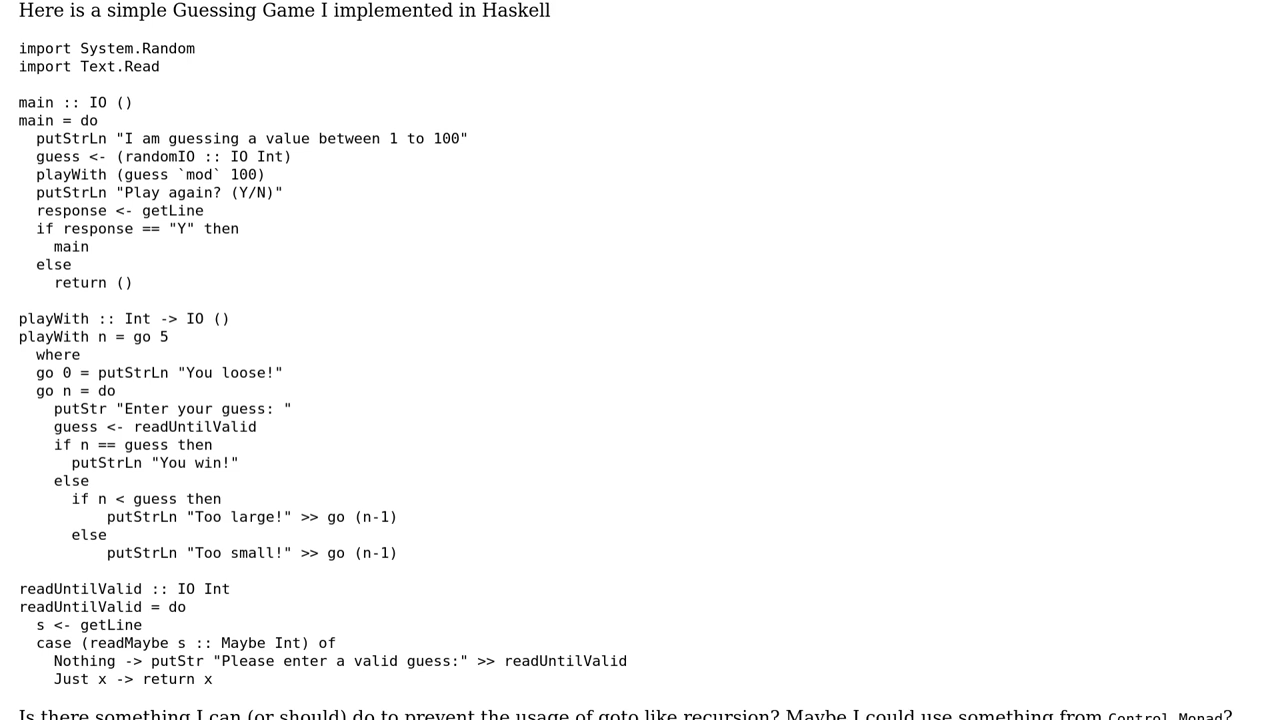 Here is a simple Guessing Game I implemented in Haskell
import System.Random
import Text.Read
main :: IO ()
main = do
  putStrLn "I am guessing a value between 1 to 100"
  guess <- (randomIO :: IO Int)
  playWith (guess `mod` 100)
  putStrLn "Play again? (Y/N)"
  response <- getLine
  if response == "Y" then
    main
  else
    return ()
playWith :: Int -> IO ()
playWith n = go 5
  where
  go 0 = putStrLn "You loose!"
  go n = do
    putStr "Enter your guess: "
    guess <- readUntilValid
    if n == guess then
      putStrLn "You win!"
    else
      if n < guess then
          putStrLn "Too large!" >> go (n-1)
      else
          putStrLn "Too small!" >> go (n-1)
readUntilValid :: IO Int
readUntilValid = do
  s <- getLine
  case (readMaybe s :: Maybe Int) of
    Nothing -> putStr "Please enter a valid guess:" >> readUntilValid
    Just x -> return x
Is there something I can (or should) do to prevent the usage of goto like recursion? Maybe I could use something from Control.Monad?